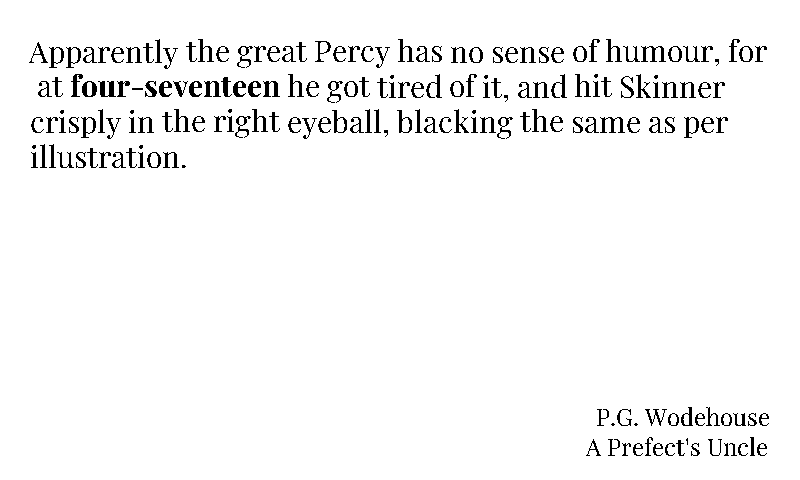 Apparently the great Percy has no sense of humour, for
at four-seventeen he got tired of it, and hit Skinner
crisply in the right eyeball, blacking the same as per
illustration.
P.G. Wodehouse
A Prefect's Uncle